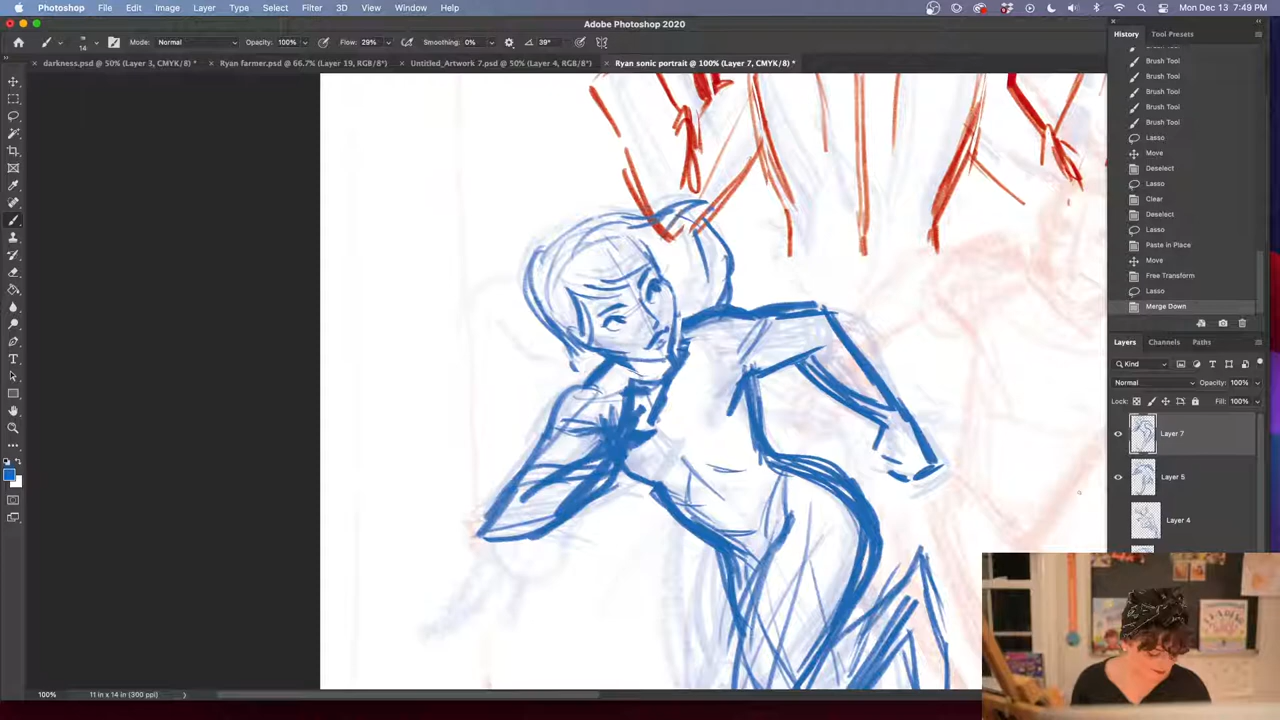 Photoshop File Edit Image Layer Type Select Filter 3D View Window Help Mon Dec 13 7:49 PM
Adobe Photoshop 2020
14 Mode: Normal Opacity: 100% Flow: 29% Smoothing: 0% 39°
darkness.psd @ 50% (Layer 3, CMYK/8) * Ryan farmer.psd @ 66.7% (Layer 19, RGB/8*) Untitled_Artwork 7.psd @ 50% (Layer 4, RGB/8*) Ryan sonic portrait @ 100% (Layer 7, CMYK/8) *
History Tool Presets
Brush Tool
Brush Tool
Brush Tool
Brush Tool
Brush Tool
Lasso
Move
Deselect
Lasso
Clear
Deselect
Lasso
Paste in Place
Move
Free Transform
Lasso
Merge Down
Layers Channels Paths
Kind
Normal Opacity: 100%
Lock: Fill: 100%
Layer 7
Layer 5
Layer 4
100% 11 in x 14 in (300 ppi)